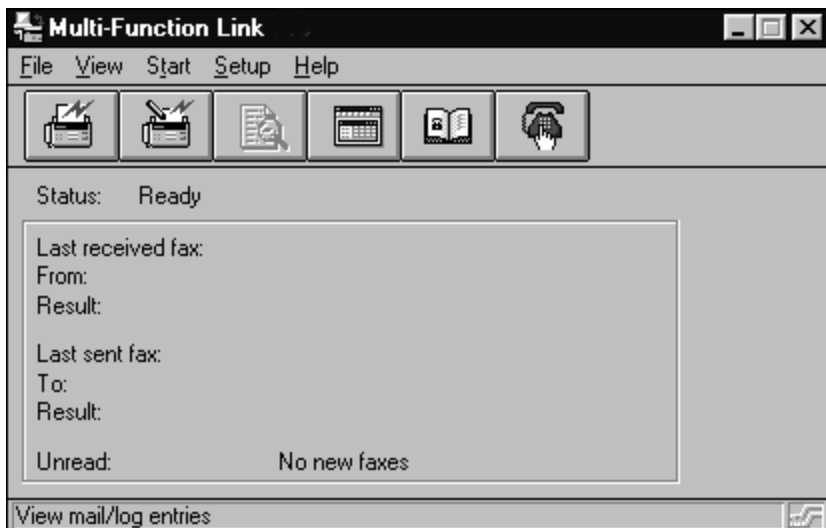 Multi-Function Link
File View Start Setup Help
Status: Ready
Last received fax:
From:
Result:
Last sent fax:
To:
Result:
Unread: No new faxes
View mail/log entries